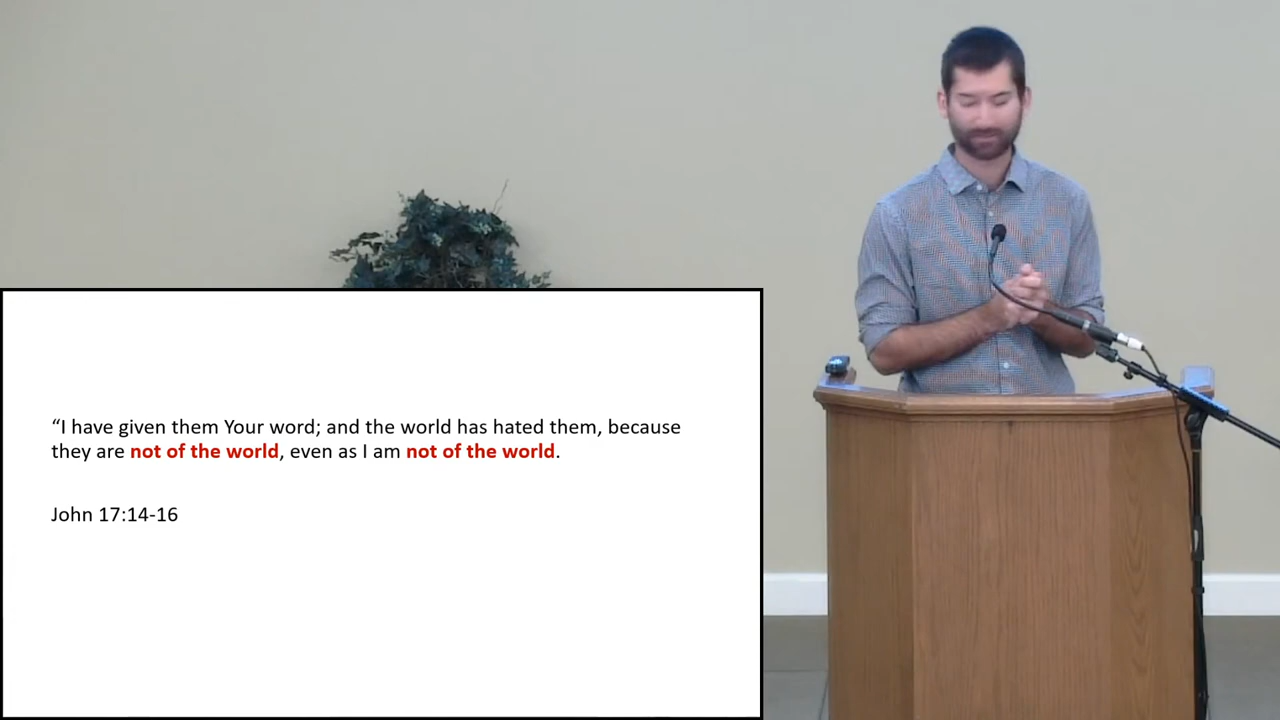 “I have given them Your word; and the world has hated them, because
they are not of the world, even as I am not of the world.
John 17:14-16